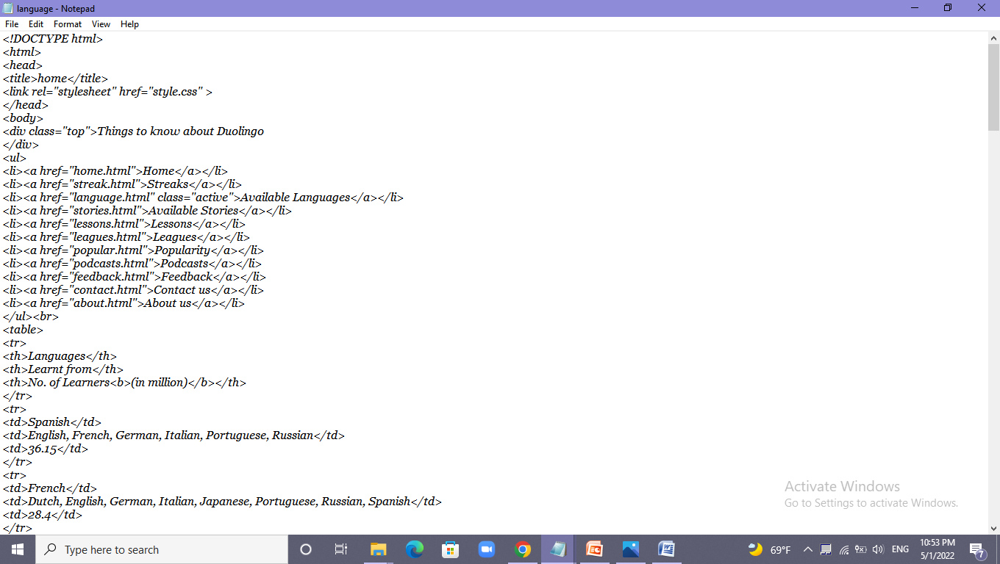 language - Notepad
File Edit Format View Help
<!DOCTYPE html>
<html>
<head>
<title>home</title>
<link rel="stylesheet" href="style.css" >
</head>
<body>
<div class="top">Things to know about Duolingo
</div>
<ul>
<li><a href="home.html">Home</a></li>
<li><a href="streak.html">Streaks</a></li>
<li><a href="language.html" class="active">Available Languages</a></li>
<li><a href="stories.html">Available Stories</a></li>
<li><a href="lessons.html">Lessons</a></li>
<li><a href="leagues.html">Leagues</a></li>
<li><a href="popular.html">Popularity</a></li>
<li><a href="podcasts.html">Podcasts</a></li>
<li><a href="feedback.html">Feedback</a></li>
<li><a href="contact.html">Contact us</a></li>
<li><a href="about.html">About us</a></li>
</ul><br>
<table>
<tr>
<th>Languages</th>
<th>Learnt from</th>
<th>No. of Learners<b>(in million)</b></th>
</tr>
<tr>
<td>Spanish</td>
<td>English, French, German, Italian, Portuguese, Russian</td>
<td>36.15</td>
</tr>
<tr>
<td>French</td>
<td>Dutch, English, German, Italian, Japanese, Portuguese, Russian, Spanish</td>
<td>28.4</td>
</tr>
Activate Windows
Go to Settings to activate Windows.
Type here to search
69°F
ENG
10:53 PM
5/1/2022
7